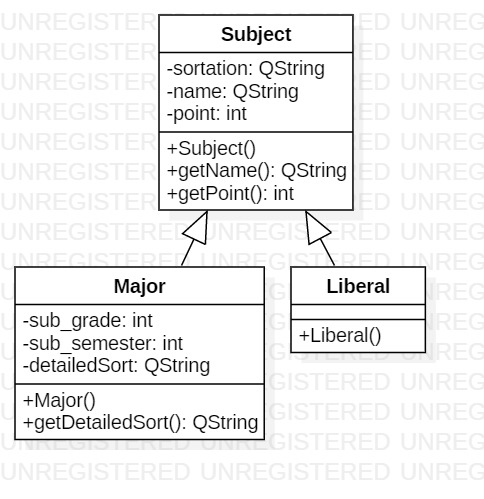 Subject
-sortation: QString
-name: QString
-point: int
+Subject()
+getName(): QString
+getPoint(): int
Major
-sub_grade: int
-sub_semester: int
-detailedSort: QString
+Major()
+getDetailedSort(): QString
Liberal
+Liberal()
UNREGISTERED